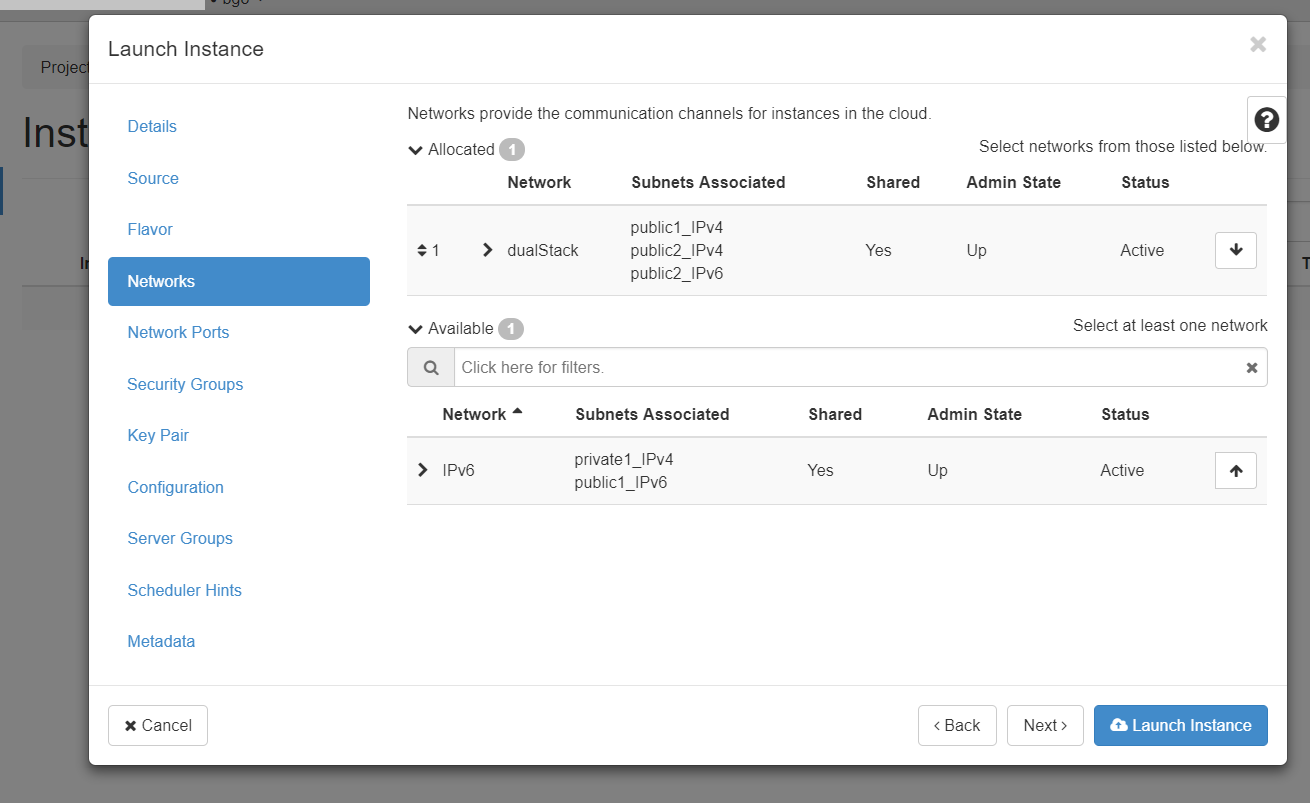 Launch Instance
Project
Inst
Details
Source
Flavor
Networks
Network Ports
Security Groups
Key Pair
Configuration
Server Groups
Scheduler Hints
Metadata
Networks provide the communication channels for instances in the cloud.
Allocated 1
Select networks from those listed below.
Network Subnets Associated Shared Admin State Status
1 dualStack public1_IPv4 Yes Up Active
public2_IPv4
public2_IPv6
Available 1
Select at least one network
Click here for filters.
Network Subnets Associated Shared Admin State Status
IPv6 private1_IPv4 Yes Up Active
public1_IPv6
Cancel
< Back
Next >
Launch Instance